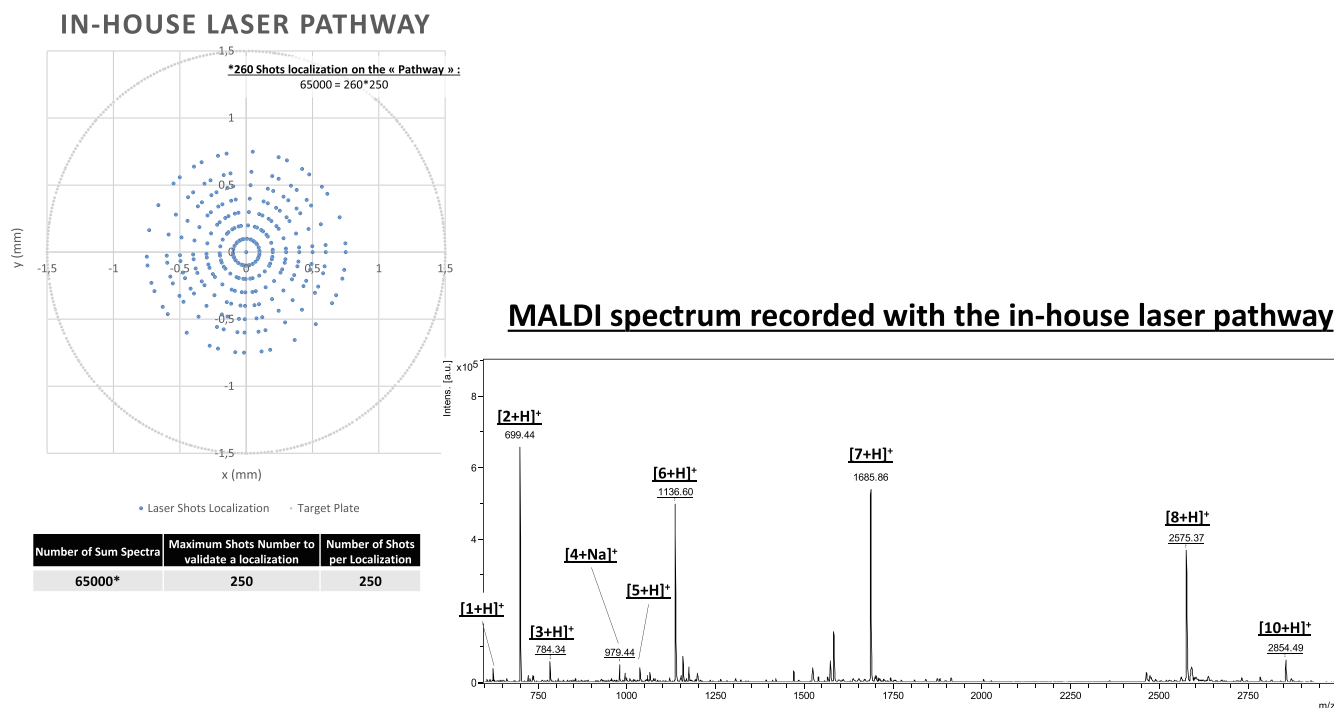 IN-HOUSE LASER PATHWAY
*260 Shots localization on the « Pathway » :
65000 = 260*250
1,5
1
0,5
0
-0,5
-1
-1,5
-1,5
-1
-0,5
0
0,5
1
1,5
y (mm)
x (mm)
Laser Shots Localization
Target Plate
Number of Sum Spectra
Maximum Shots Number to
validate a localization
Number of Shots
per Localization
65000*
250
250
MALDI spectrum recorded with the in-house laser pathway
Intens. [a.u.]
x10⁵
8
6
4
0
[1+H]⁺
[2+H]⁺
699.44
[3+H]⁺
784.34
[4+Na]⁺
979.44
[5+H]⁺
[6+H]⁺
1136.60
[7+H]⁺
1685.86
[8+H]⁺
2575.37
[10+H]⁺
2854.49
750
1000
1250
1500
1750
2000
2250
2500
2750
m/z